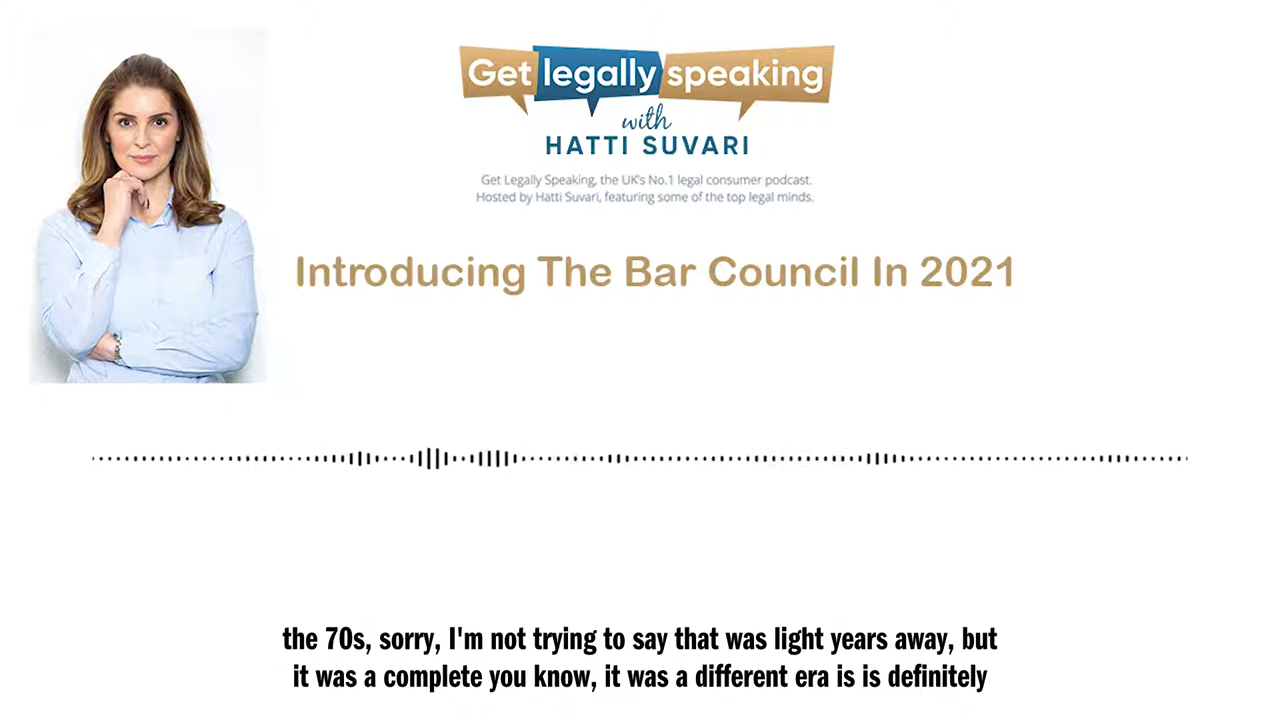 Get legally speaking
with
HATTI SUVARI
Get Legally Speaking, the UK's No.1 legal consumer podcast.
Hosted by Hatti Suvari, featuring some of the top legal minds.
Introducing The Bar Council In 2021
the 70s, sorry, I'm not trying to say that was light years away, but
it was a complete you know, it was a different era is is definitely